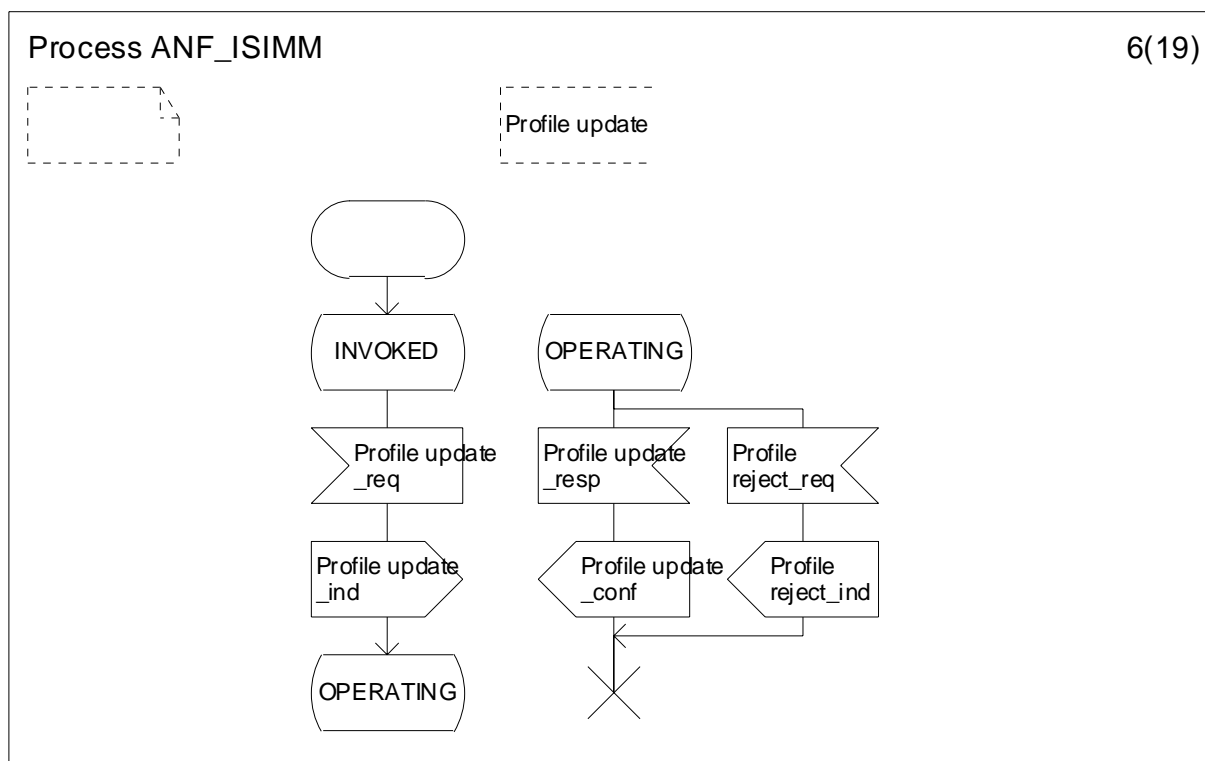 Process ANF_ISIMM
6(19)
Profile update
INVOKED
OPERATING
Profile update
_req
Profile update
_resp
Profile
reject_req
Profile update
_ind
Profile update
_conf
Profile
reject_ind
OPERATING